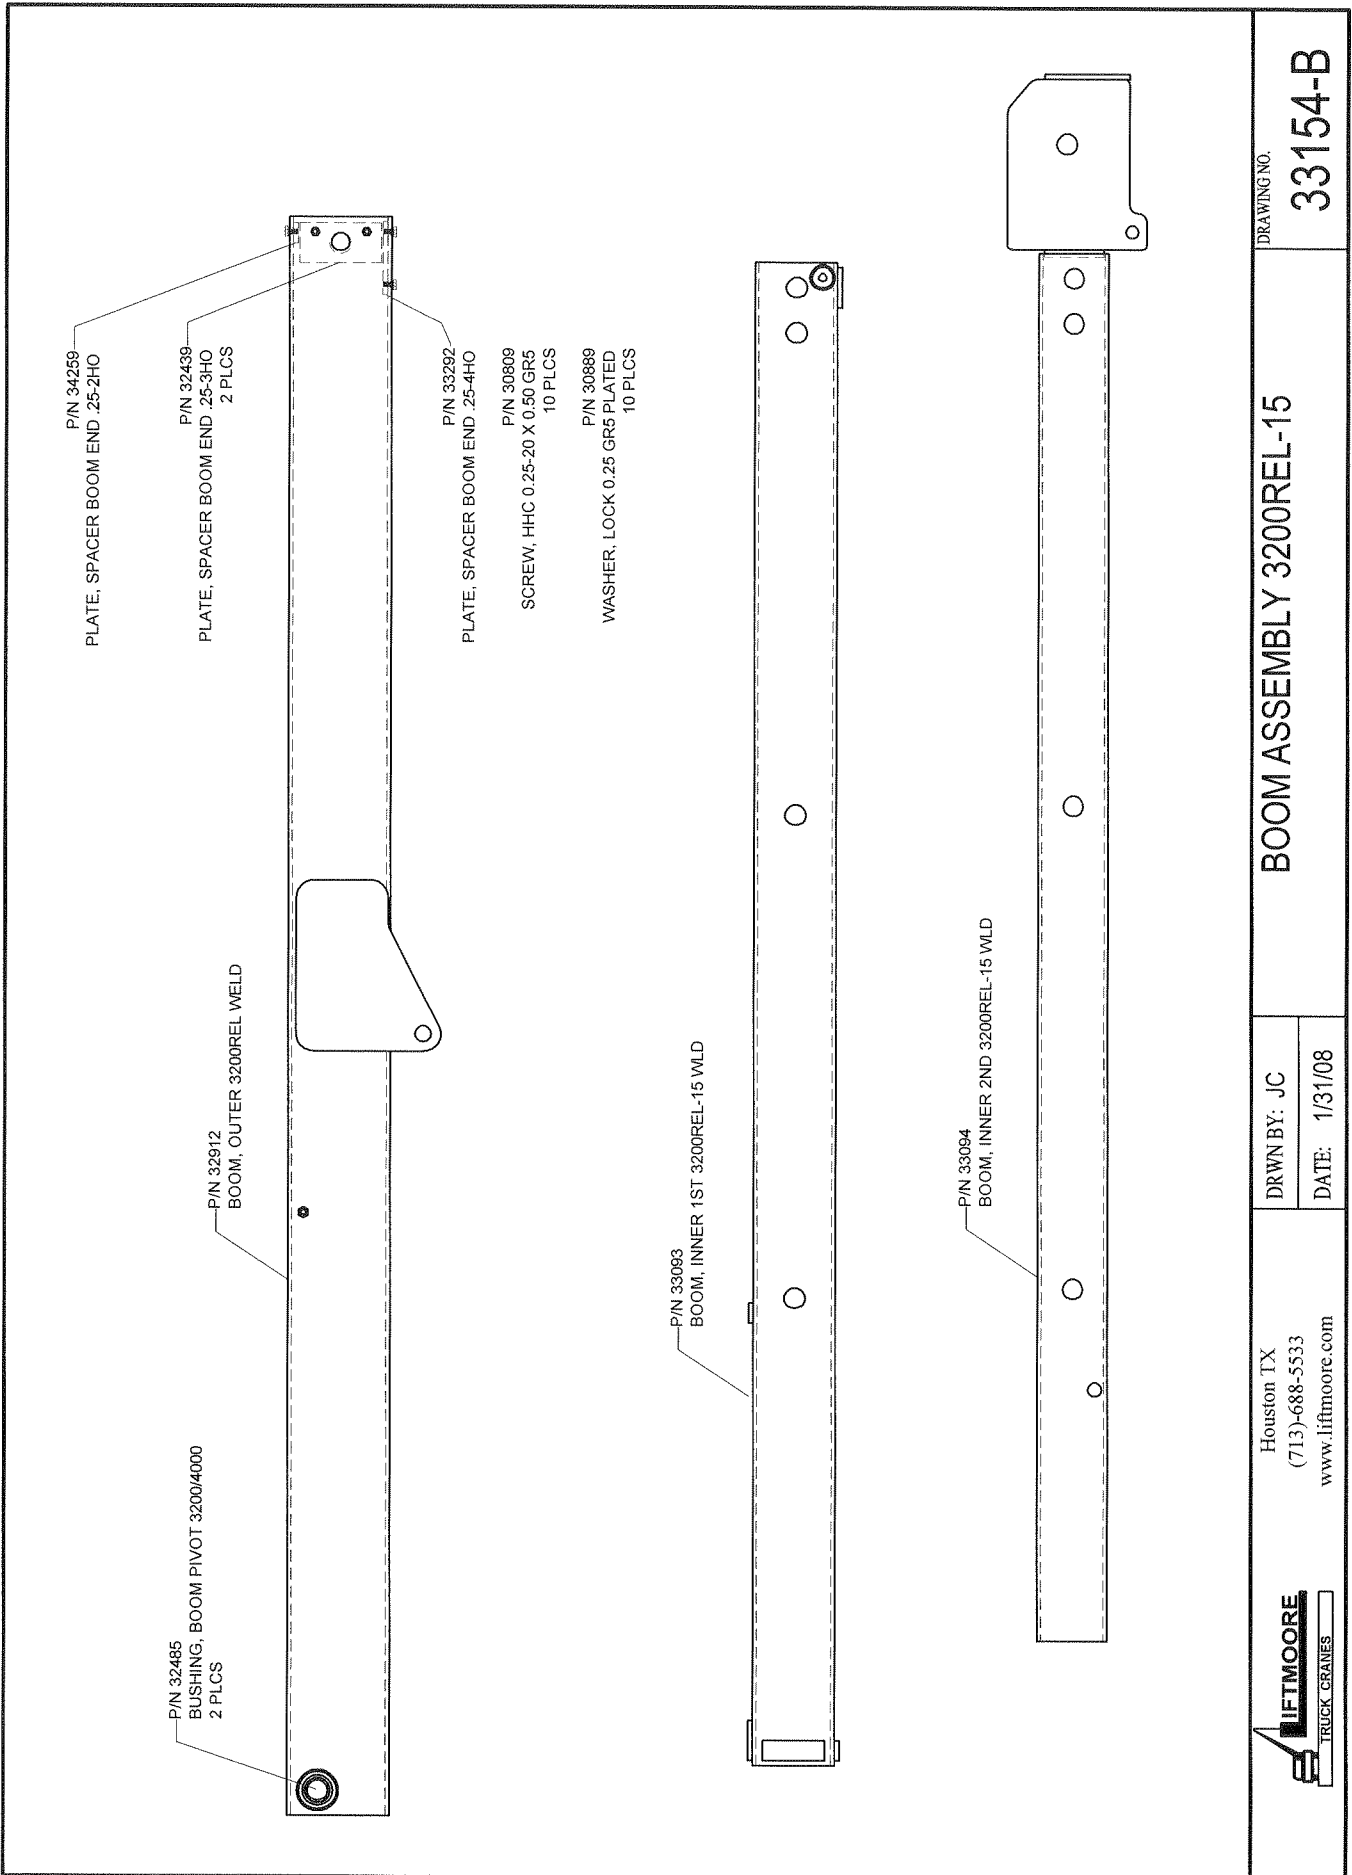 P/N 34259
PLATE, SPACER BOOM END .25-2HO
P/N 32439
PLATE, SPACER BOOM END .25-3HO
2 PLCS
P/N 33292
PLATE, SPACER BOOM END .25-4HO
P/N 30809
SCREW, HHC 0.25-20 X 0.50 GR5
10 PLCS
P/N 30889
WASHER, LOCK 0.25 GR5 PLATED
10 PLCS
P/N 32912
BOOM, OUTER 3200REL WELD
P/N 32485
BUSHING, BOOM PIVOT 3200/4000
2 PLCS
P/N 33093
BOOM, INNER 1ST 3200REL-15 WLD
P/N 33094
BOOM, INNER 2ND 3200REL-15 WLD
LIFTMOORE
TRUCK CRANES
Houston TX
(713)-688-5533
www.liftmoore.com
DRWN BY: JC
DATE: 1/31/08
BOOM ASSEMBLY 3200REL-15
DRAWING NO.
33154-B